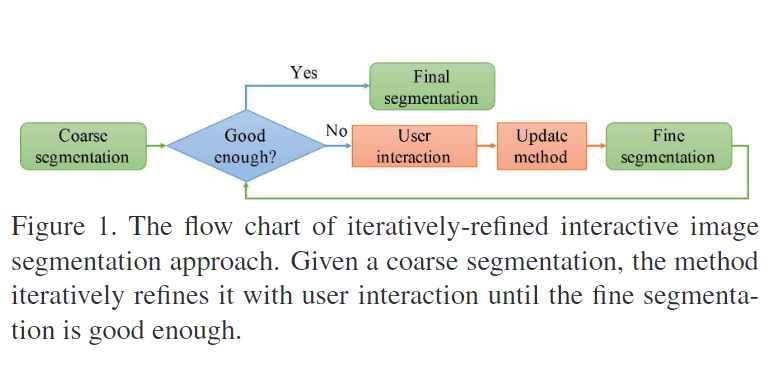 Yes
Final
segmentation
Coarse
segmentation
Good
enough?
No
User
interaction
Update
method
Fine
segmentation
Figure 1. The flow chart of iteratively-refined interactive image
segmentation approach. Given a coarse segmentation, the method
iteratively refines it with user interaction until the fine segmenta-
tion is good enough.